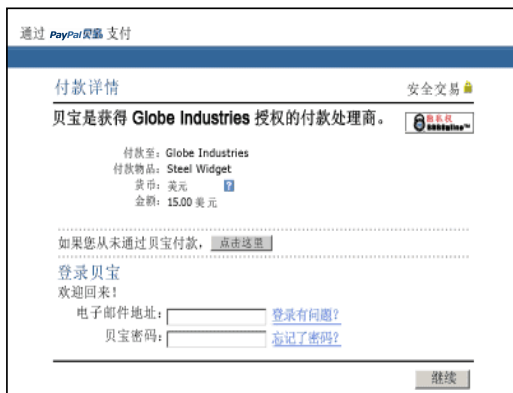 通过 PayPal贝宝 支付
付款详情
安全交易
贝宝是获得 Globe Industries 授权的付款处理商。
隐私权
BBBOnLine™
付款至: Globe Industries
付款物品: Steel Widget
货币: 美元 ?
金额: 15.00 美元
如果您从未通过贝宝付款， 点击这里
登录贝宝
欢迎回来!
电子邮件地址:
登录有问题?
贝宝密码:
忘记了密码?
继续